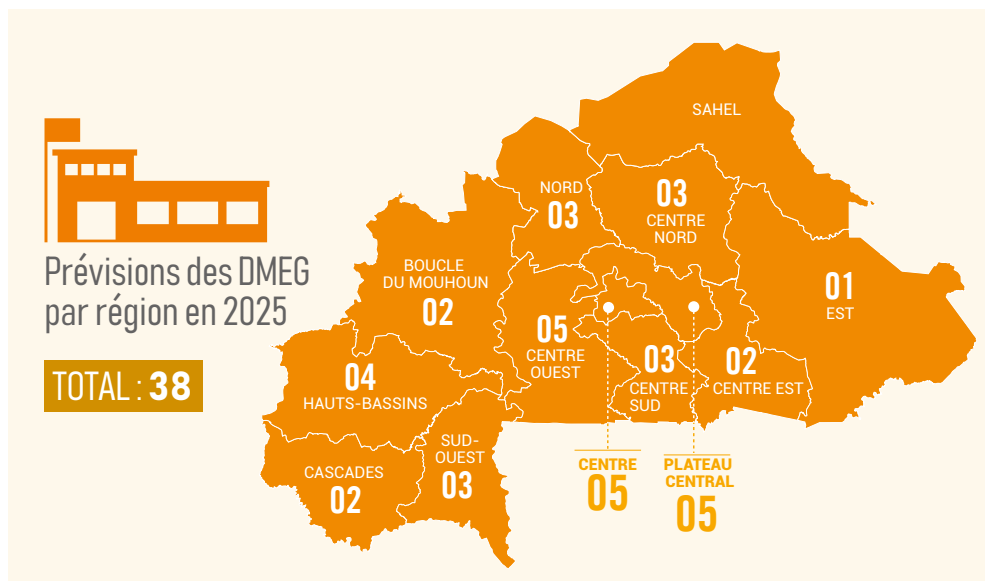 Prévisions des DMEG
par région en 2025
TOTAL : 38
SAHEL
NORD
03
03
CENTRE
NORD
BOUCLE
DU MOUHOUN
02
01
EST
05
CENTRE
OUEST
03
CENTRE
SUD
02
CENTRE EST
04
HAUTS-BASSINS
SUD-
OUEST
03
CASCADES
02
CENTRE
05
PLATEAU
CENTRAL
05